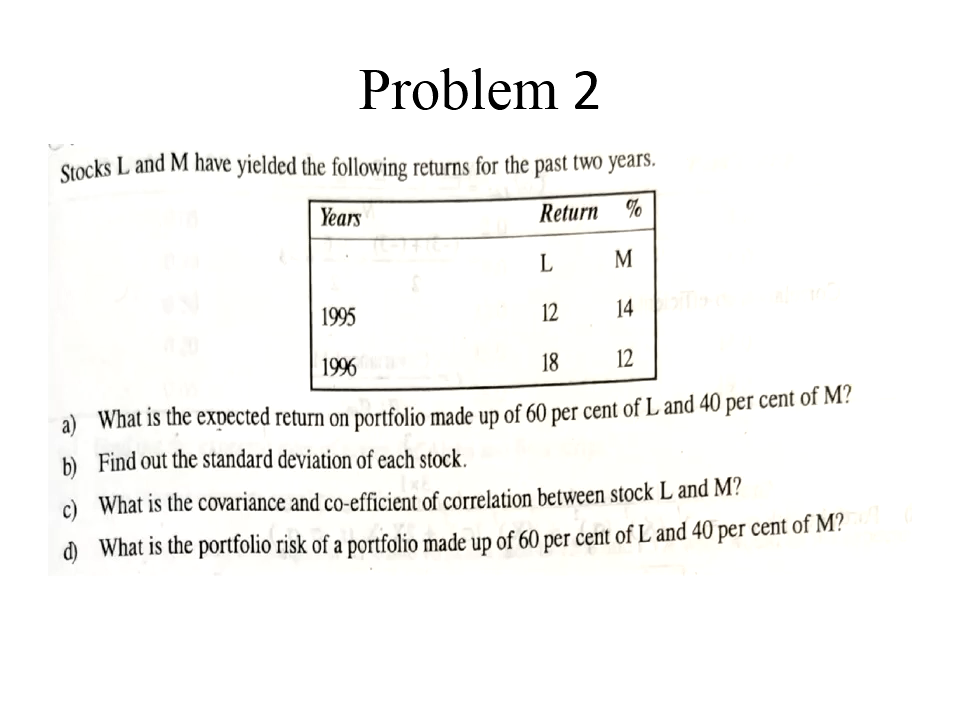 Problem 2
Stocks L and M have yielded the following returns for the past two years.
Years Return %
L M
1995 12 14
1996 18 12
a) What is the expected return on portfolio made up of 60 per cent of L and 40 per cent of M?
b) Find out the standard deviation of each stock.
c) What is the covariance and co-efficient of correlation between stock L and M?
d) What is the portfolio risk of a portfolio made up of 60 per cent of L and 40 per cent of M?